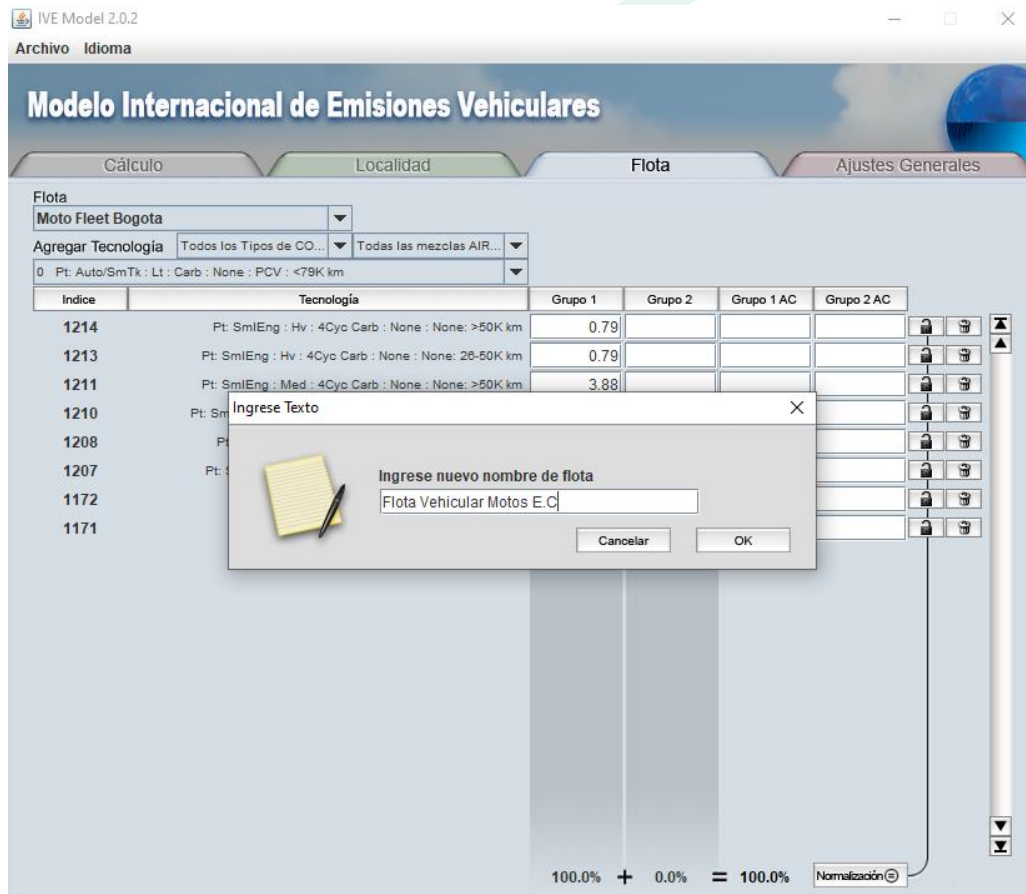 IVE Model 2.0.2
Archivo Idioma
Modelo Internacional de Emisiones Vehiculares
Cálculo Localidad Flota Ajustes Generales
Flota
Moto Fleet Bogota
Agregar Tecnología Todos los Tipos de CO... Todas las mezclas AIR...
0 Pt: Auto/SmTk : Lt : Carb : None : PCV : <79K km
Indice Tecnología Grupo 1 Grupo 2 Grupo 1 AC Grupo 2 AC
1214 Pt: SmlEng : Hv : 4Cyc Carb : None : None: >50K km 0.79
1213 Pt: SmlEng : Hv : 4Cyc Carb : None : None: 26-50K km 0.79
1211 Pt: SmlEng : Med : 4Cyc Carb : None : None: >50K km 3.88
1210 Pt: Sm
1208 Pt
1207 Pt: S
1172
1171
Ingrese Texto
Ingrese nuevo nombre de flota
Flota Vehicular Motos E.C
Cancelar OK
100.0% + 0.0% = 100.0% Normalización